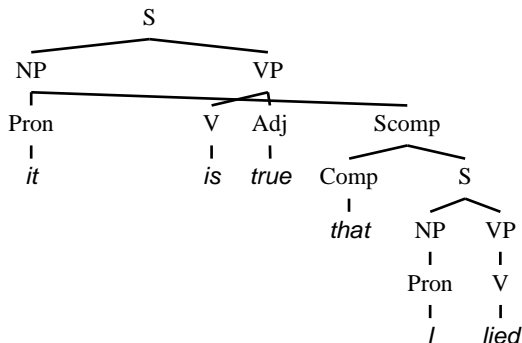 S
NP VP
Pron V Adj Scomp
it is true Comp S
that NP VP
Pron V
I lied